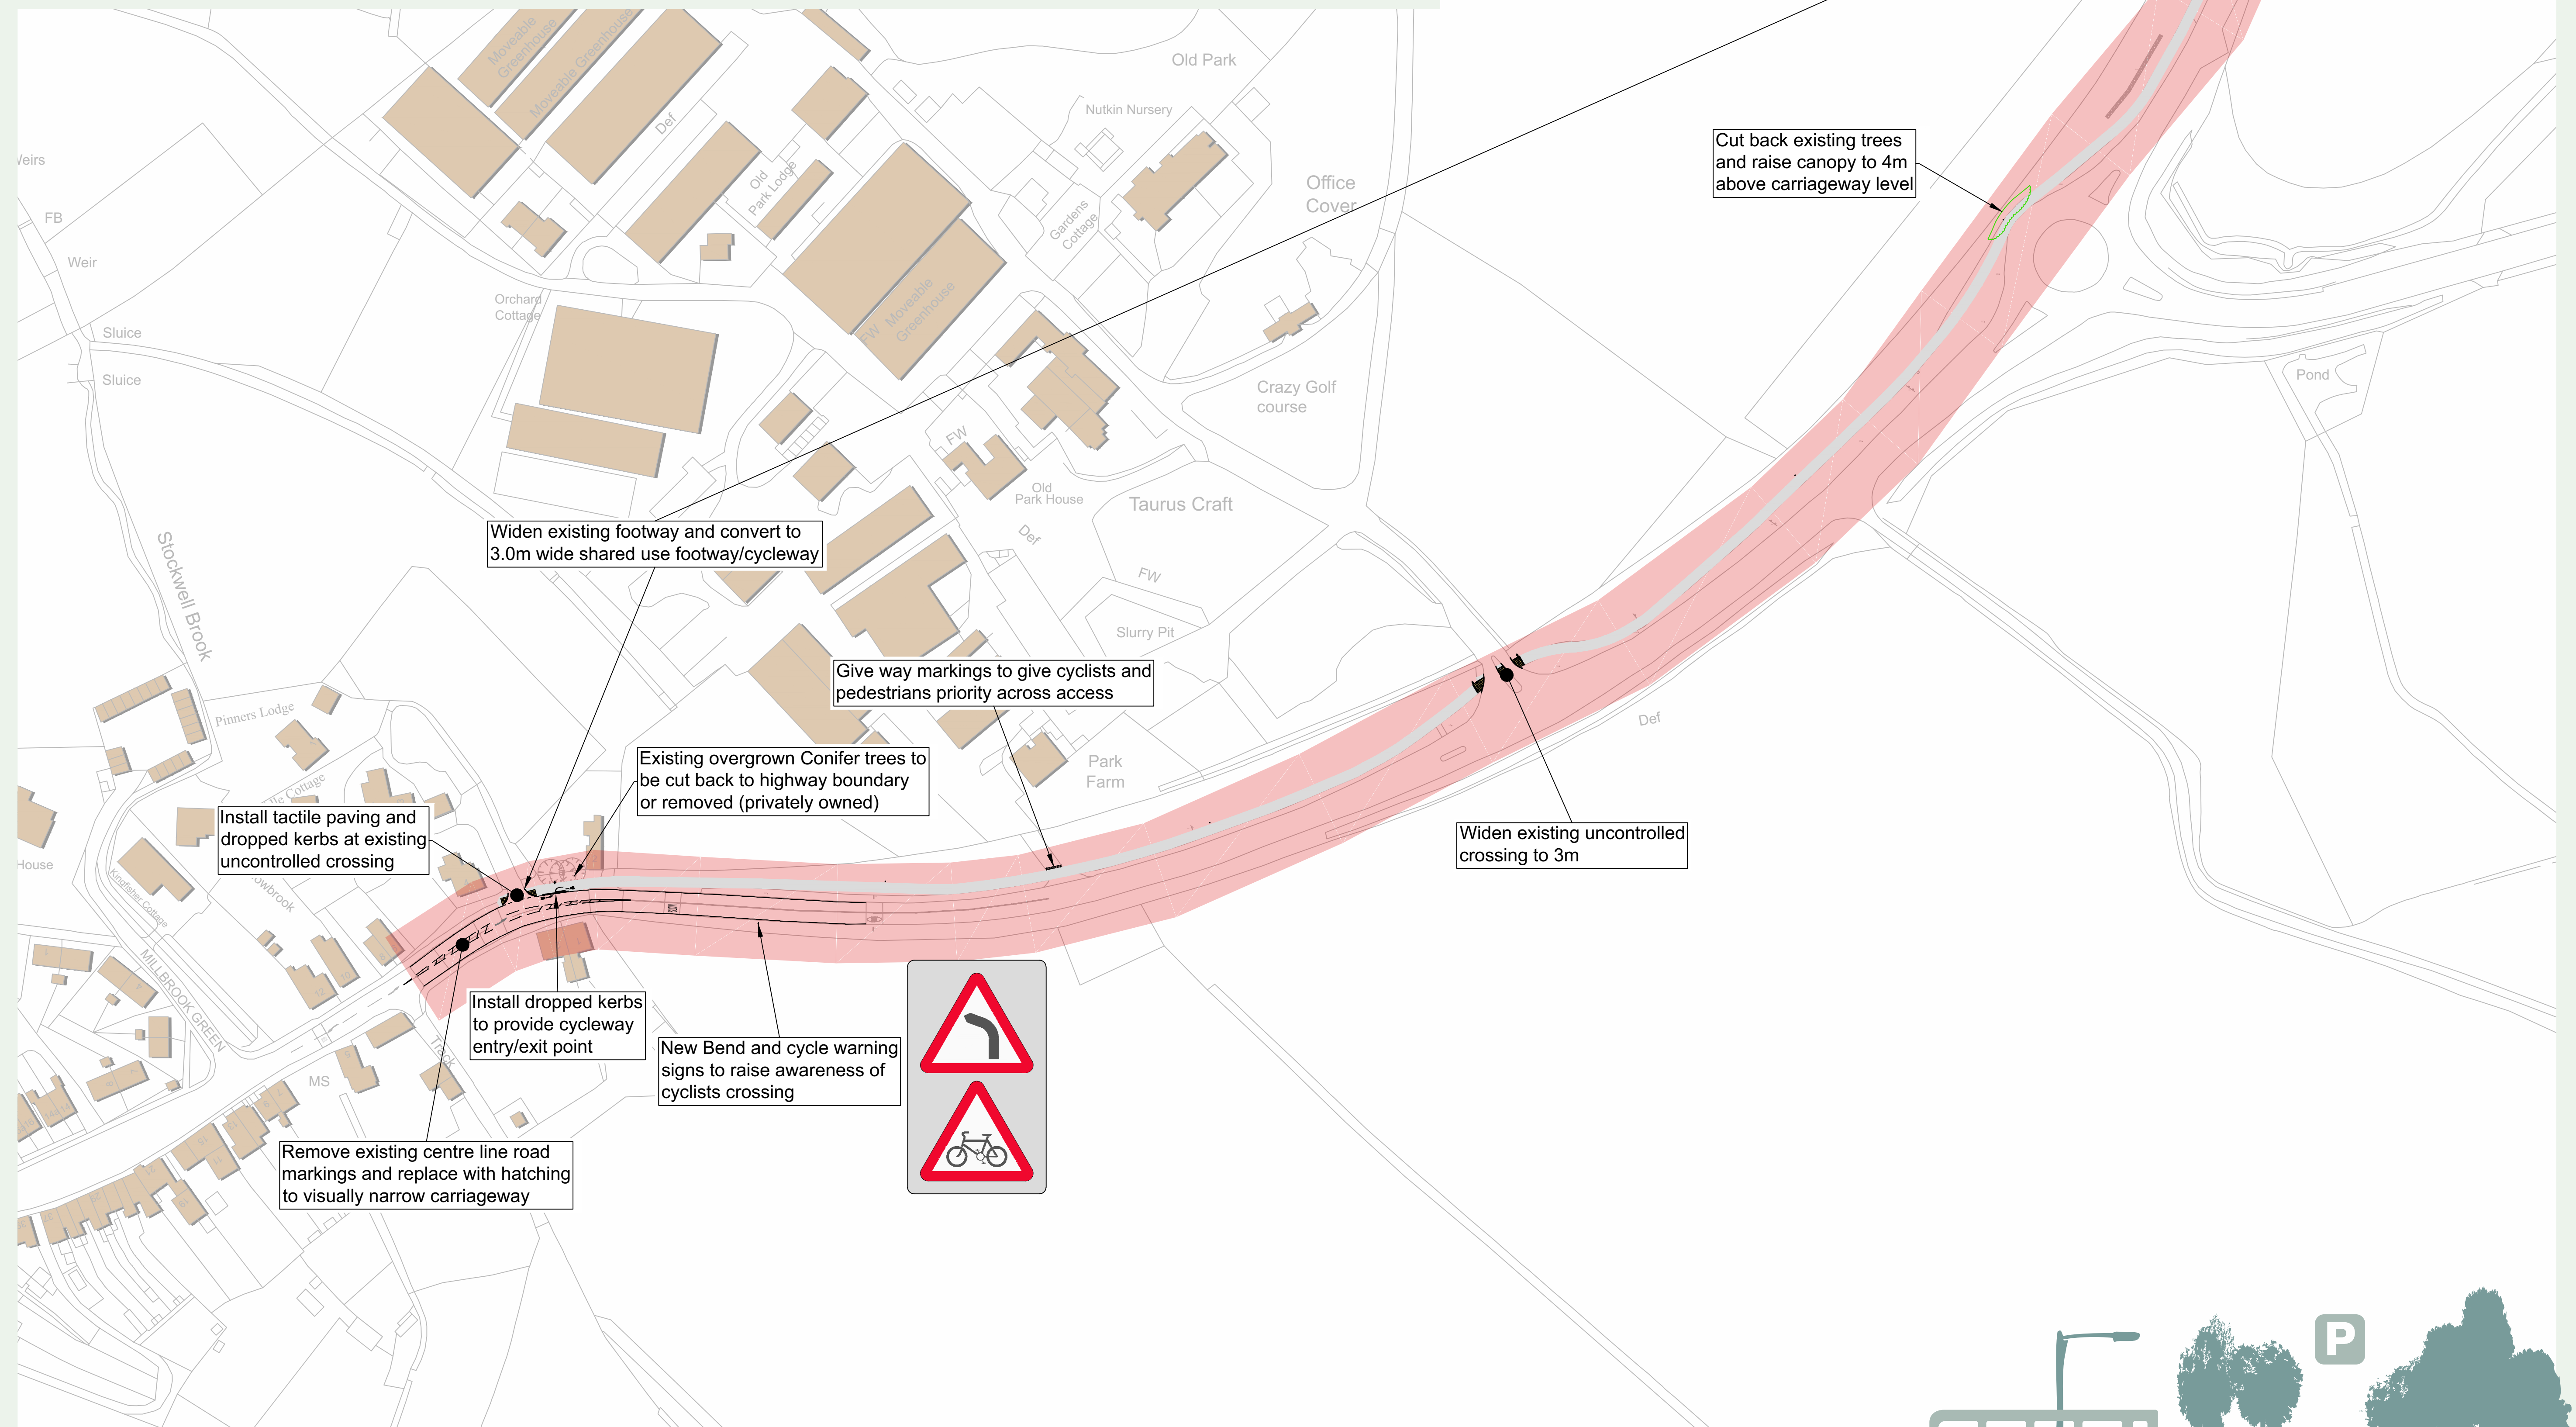 Moveable
Greenhouse
Moveable Greenhouse
Def
Old Park
Nutkin Nursery
Old
Park Lodge
Office
Cover
Gardens
Cottage
Cut back existing trees
and raise canopy to 4m
above carriageway level
FB
Weir
Orchard
Cottage
FW
Moveable
Greenhouse
Sluice
Sluice
Crazy Golf
course
Pond
FW
Old
Park House
Taurus Craft
Def
Widen existing footway and convert to
3.0m wide shared use footway/cycleway
Stockwell Brook
FW
Slurry Pit
Give way markings to give cyclists and
pedestrians priority across access
Pinners Lodge
Def
Park
Farm
Existing overgrown Conifer trees to
be cut back to highway boundary
or removed (privately owned)
Cottage
Install tactile paving and
dropped kerbs at existing
uncontrolled crossing
Widen existing uncontrolled
crossing to 3m
House
Kingfisher Cottage
MILLBROOK GREEN
10
12
Install dropped kerbs
to provide cycleway
entry/exit point
Track
New Bend and cycle warning
signs to raise awareness of
cyclists crossing
MS
Remove existing centre line road
markings and replace with hatching
to visually narrow carriageway
P